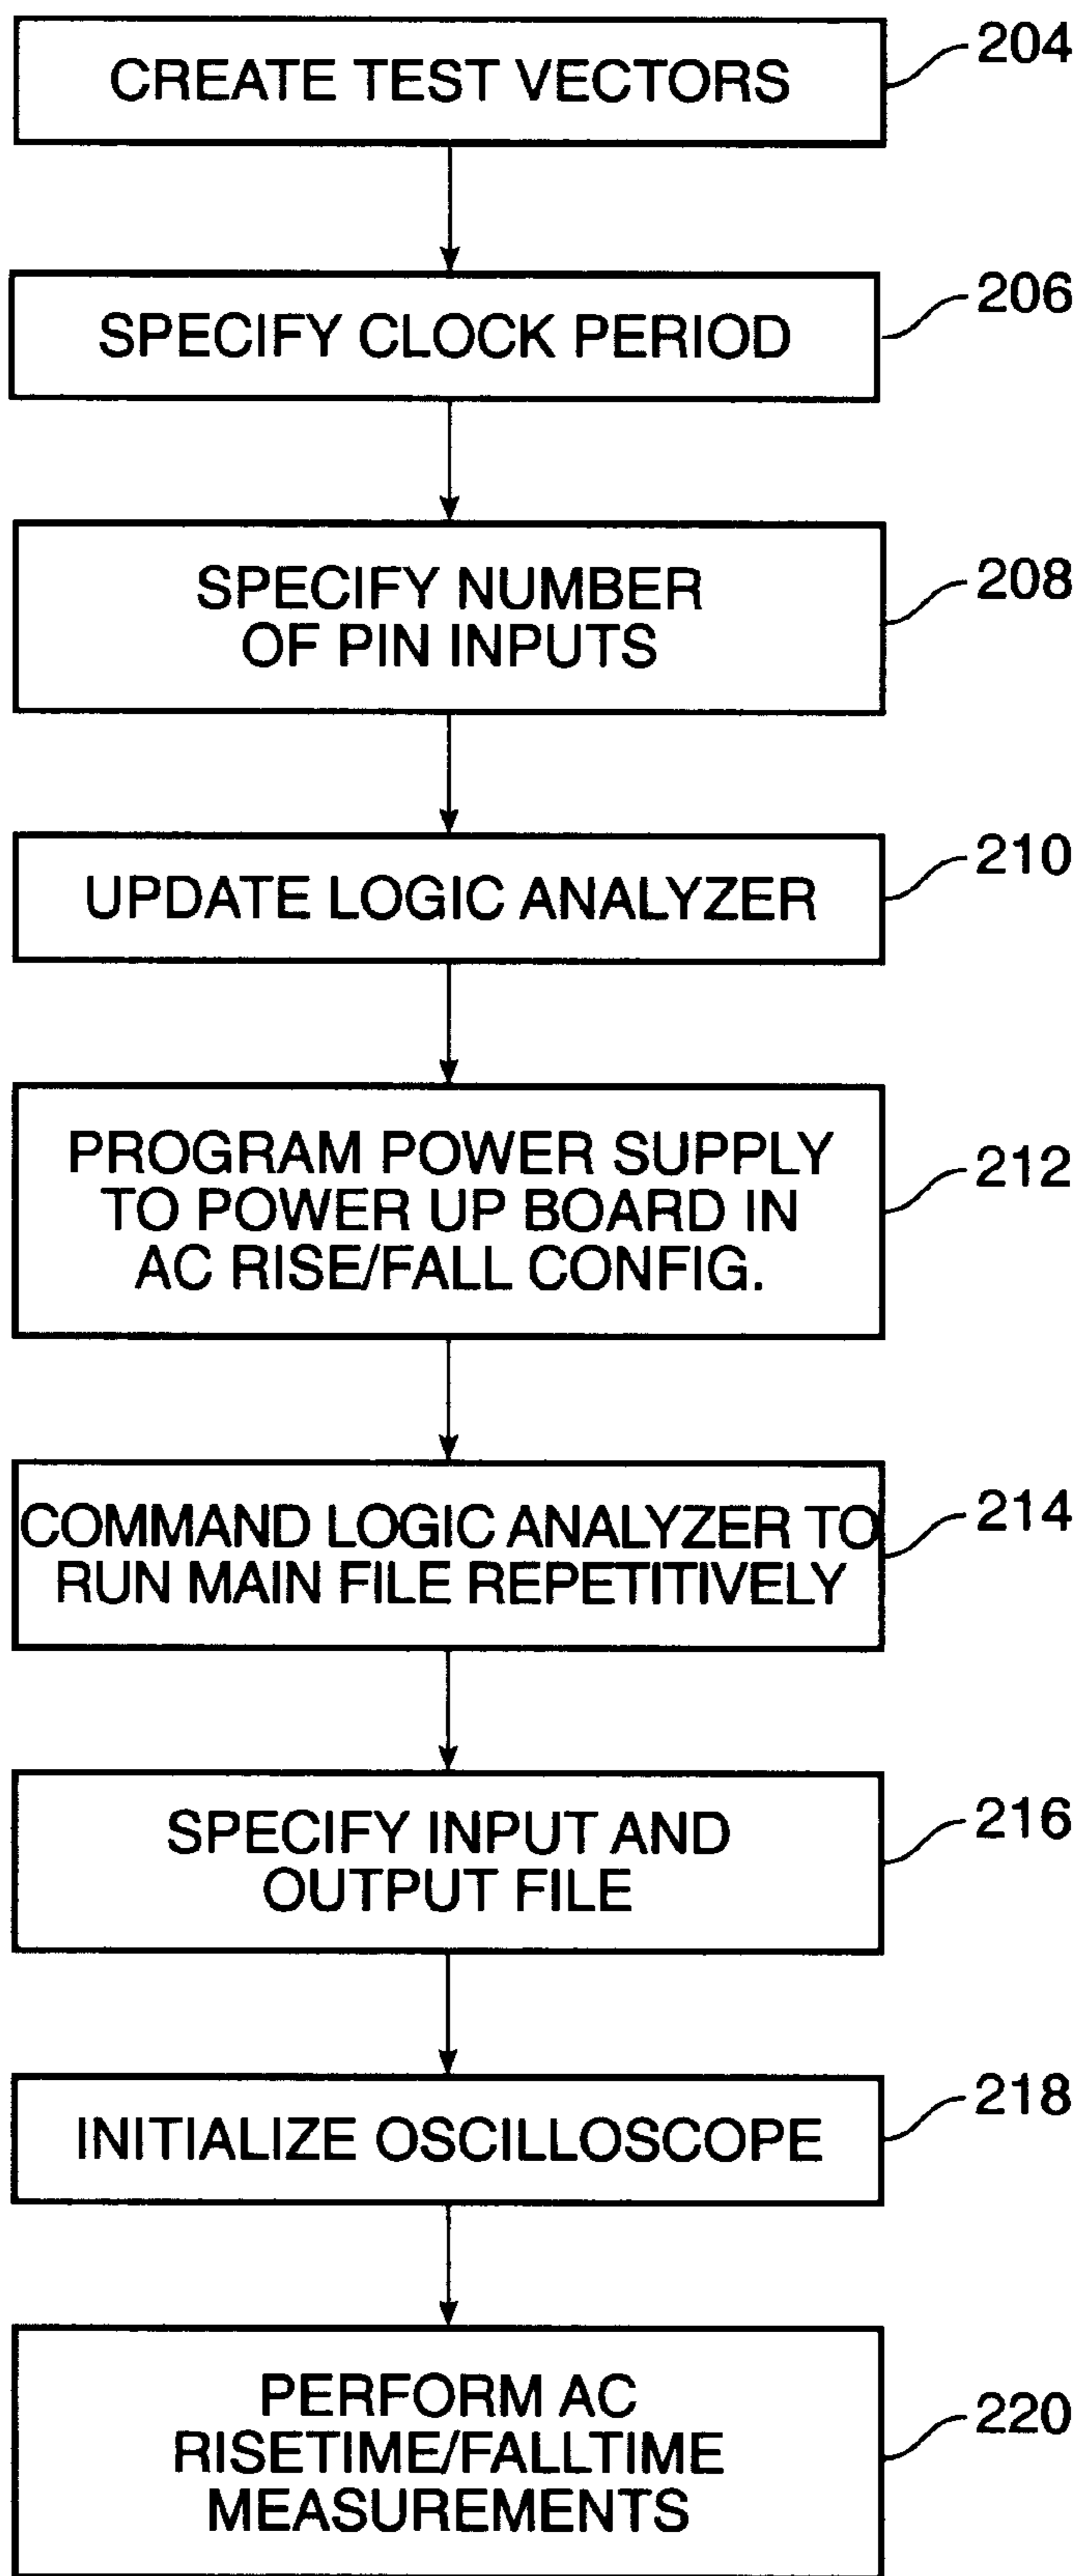 CREATE TEST VECTORS
204
SPECIFY CLOCK PERIOD
206
SPECIFY NUMBER
OF PIN INPUTS
208
UPDATE LOGIC ANALYZER
210
PROGRAM POWER SUPPLY
TO POWER UP BOARD IN
AC RISE/FALL CONFIG.
212
COMMAND LOGIC ANALYZER TO
RUN MAIN FILE REPETITIVELY
214
SPECIFY INPUT AND
OUTPUT FILE
216
INITIALIZE OSCILLOSCOPE
218
PERFORM AC
RISETIME/FALLTIME
MEASUREMENTS
220